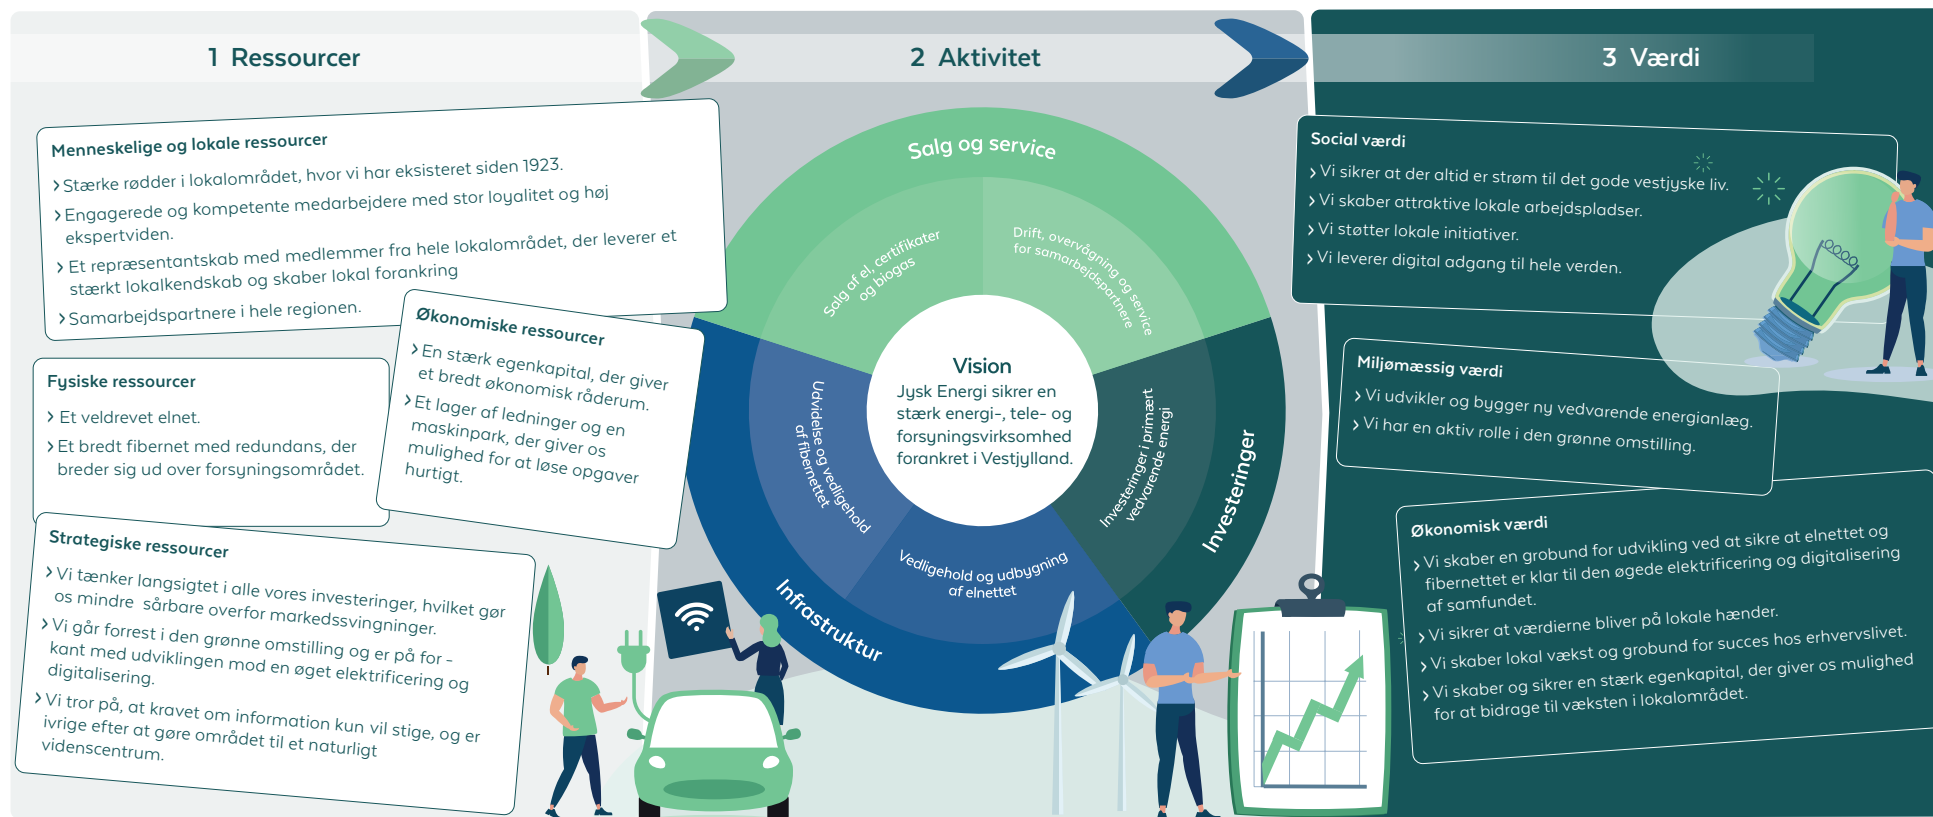 1 Ressourcer
Menneskelige og lokale ressourcer
Stærke rødder i lokalområdet, hvor vi har eksisteret siden 1923.
Engagerede og kompetente medarbejdere med stor loyalitet og høj
ekspertviden.
Et repræsentantskab med medlemmer fra hele lokalområdet, der leverer et
stærkt lokalkendskab og skaber lokal forankring
Samarbejdspartnere i hele regionen.
Økonomiske ressourcer
En stærk egenkapital, der giver
et bredt økonomisk råderum.
Et lager af ledninger og en
maskinpark, der giver os
mulighed for at løse opgaver
hurtigt.
Fysiske ressourcer
Et veldrevet elnet.
Et bredt fibernet med redundans, der
breder sig ud over forsyningsområdet.
Strategiske ressourcer
Vi tænker langsigtet i alle vores investeringer, hvilket gør
os mindre sårbare overfor markedssvingninger.
Vi går forrest i den grønne omstilling og er på for -
kant med udviklingen mod en øget elektrificering og
digitalisering.
Vi tror på, at kravet om information kun vil stige, og er
ivrige efter at gøre området til et naturligt
videnscentrum.
2 Aktivitet
Salg og service
Salg af el, certifikater
og biogas
Drift, overvågning og service
for samarbejdspartnere
Vision
Jysk Energi sikrer en
stærk energi-, tele- og
forsyningsvirksomhed
forankret i Vestjylland.
Udvidelse og vedligehold
af fibernettet
Investeringer i primært
vedvarende energi
Investeringer
Vedligehold og udbygning
af elnettet
Infrastruktur
3 Værdi
Social værdi
Vi sikrer at der altid er strøm til det gode vestjyske liv.
Vi skaber attraktive lokale arbejdspladser.
Vi støtter lokale initiativer.
Vi leverer digital adgang til hele verden.
Miljømæssig værdi
Vi udvikler og bygger ny vedvarende energianlæg.
Vi har en aktiv rolle i den grønne omstilling.
Økonomisk værdi
Vi skaber en grobund for udvikling ved at sikre at elnettet og
fibernettet er klar til den øgede elektrificering og digitalisering
af samfundet.
Vi sikrer at værdierne bliver på lokale hænder.
Vi skaber lokal vækst og grobund for succes hos erhvervslivet.
Vi skaber og sikrer en stærk egenkapital, der giver os mulighed
for at bidrage til væksten i lokalområdet.